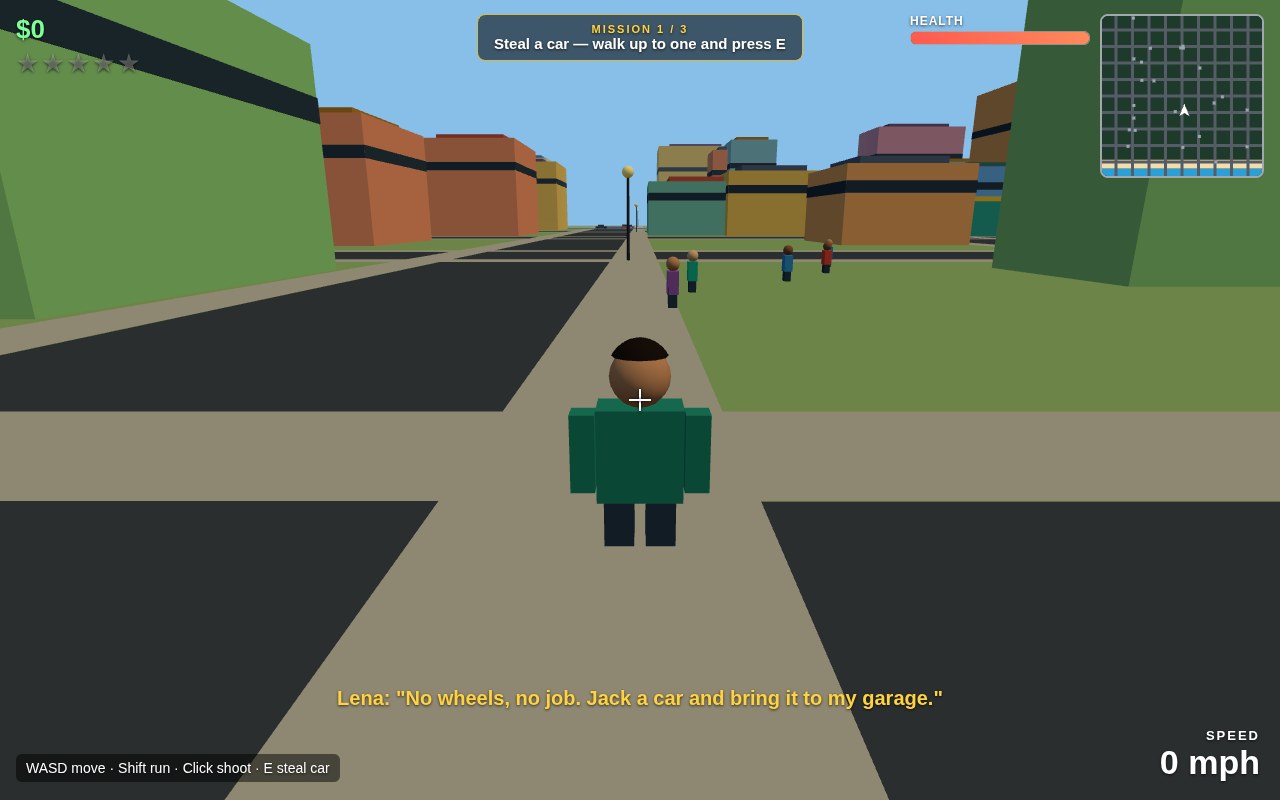 $0
MISSION 1 / 3
Steal a car — walk up to one and press E
HEALTH
Lena: "No wheels, no job. Jack a car and bring it to my garage."
WASD move · Shift run · Click shoot · E steal car
SPEED
0 mph